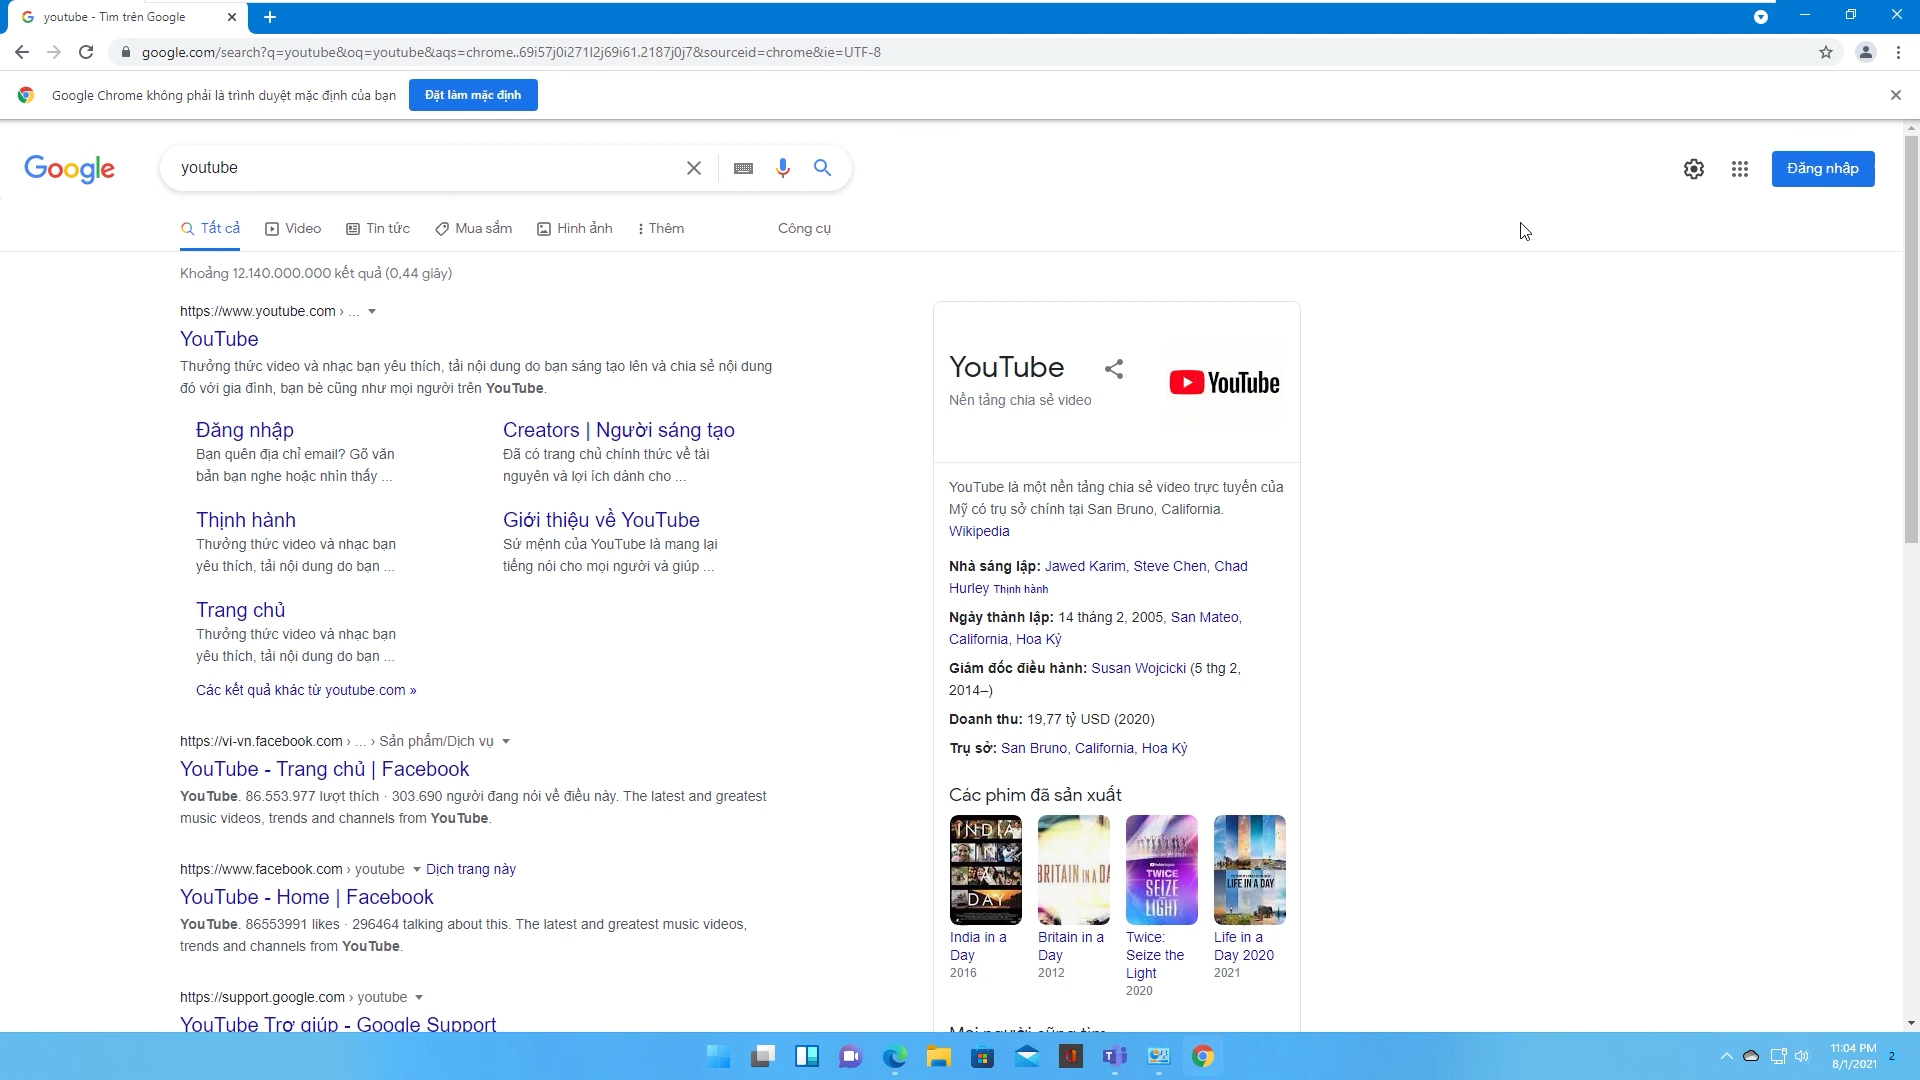 youtube - Tìm trên Google
google.com/search?q=youtube&oq=youtube&aqs=chrome..69i57j0i271l2j69i61.2187j0j7&sourceid=chrome&ie=UTF-8
Google Chrome không phải là trình duyệt mặc định của bạn
Đặt làm mặc định
Google
youtube
Đăng nhập
Tất cả
Video
Tin tức
Mua sắm
Hình ảnh
Thêm
Công cụ
Khoảng 12.140.000.000 kết quả (0,44 giây)
https://www.youtube.com › ...
YouTube
Thưởng thức video và nhạc bạn yêu thích, tải nội dung do bạn sáng tạo lên và chia sẻ nội dung
đó với gia đình, bạn bè cũng như mọi người trên YouTube.
Đăng nhập
Bạn quên địa chỉ email? Gõ văn
bản bạn nghe hoặc nhìn thấy ...
Creators | Người sáng tạo
Đã có trang chủ chính thức về tài
nguyên và lợi ích dành cho ...
Thịnh hành
Thưởng thức video và nhạc bạn
yêu thích, tải nội dung do bạn ...
Giới thiệu về YouTube
Sứ mệnh của YouTube là mang lại
tiếng nói cho mọi người và giúp ...
Trang chủ
Thưởng thức video và nhạc bạn
yêu thích, tải nội dung do bạn ...
Các kết quả khác từ youtube.com »
https://vi-vn.facebook.com › ... › Sản phẩm/Dịch vụ
YouTube - Trang chủ | Facebook
YouTube. 86.553.977 lượt thích · 303.690 người đang nói về điều này. The latest and greatest
music videos, trends and channels from YouTube.
https://www.facebook.com › youtube
Dịch trang này
YouTube - Home | Facebook
YouTube. 86553991 likes · 296464 talking about this. The latest and greatest music videos,
trends and channels from YouTube.
https://support.google.com › youtube
YouTube Trợ giúp - Google Support
YouTube
Nền tảng chia sẻ video
YouTube
YouTube là một nền tảng chia sẻ video trực tuyến của
Mỹ có trụ sở chính tại San Bruno, California.
Wikipedia
Nhà sáng lập: Jawed Karim, Steve Chen, Chad
Hurley Thịnh hành
Ngày thành lập: 14 tháng 2, 2005, San Mateo,
California, Hoa Kỳ
Giám đốc điều hành: Susan Wojcicki (5 thg 2,
2014–)
Doanh thu: 19,77 tỷ USD (2020)
Trụ sở: San Bruno, California, Hoa Kỳ
Các phim đã sản xuất
INDIA
IN A
DAY
BRITAIN IN A DA
TWICE
SEIZE
THE
LIGHT
LIFE IN A DAY
India in a
Day
2016
Britain in a
Day
2012
Twice:
Seize the
Light
2020
Life in a
Day 2020
2021
Mọi người cũng tìm
11:04 PM
8/1/2021
2